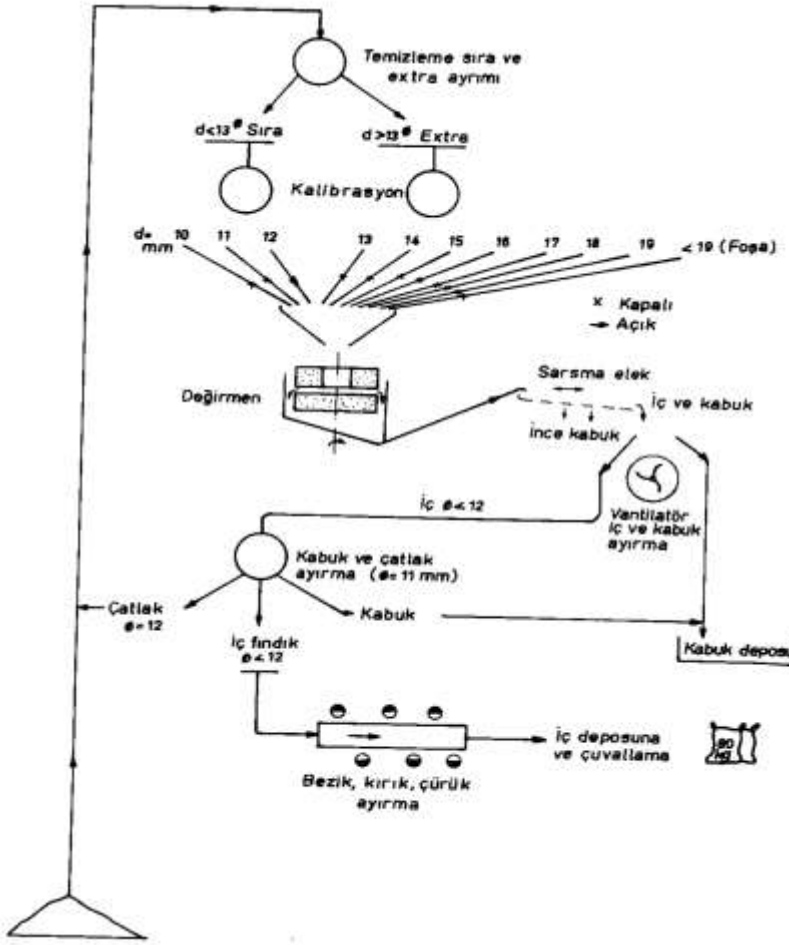 Temizleme sıra ve
extra ayrımı
d<13ø Sıra
d>13ø Extra
Kalibrasyon
d=
mm
10
11
12
13
14
15
16
17
18
19
<19 (Foşa)
x Kapalı
→ Açık
Değirmen
Sarsma elek
İç ve kabuk
İnce kabuk
İç ø<12
Vantilatör
iç ve kabuk
ayırma
Kabuk ve çatlak
ayırma (ø=11 mm)
Çatlak
ø=12
Kabuk
İç fındık
ø<12
Kabuk deposu
İç deposuna
ve çuvallama
80
kg
Bezik, kırık, çürük
ayırma